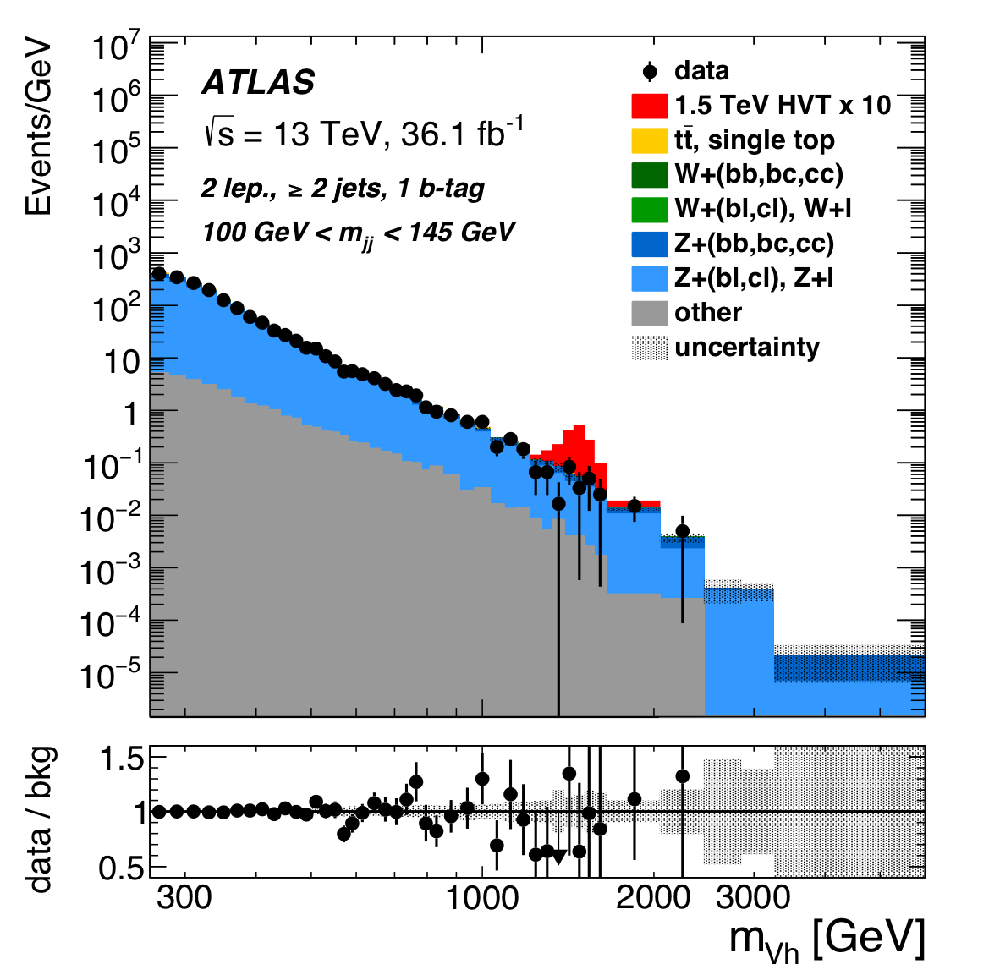 Events/GeV
10⁷
10⁶
10⁵
10⁴
10³
10²
10
1
10⁻¹
10⁻²
10⁻³
10⁻⁴
10⁻⁵
ATLAS
√s = 13 TeV, 36.1 fb⁻¹
2 lep., ≥ 2 jets, 1 b-tag
100 GeV < m_jj < 145 GeV
data
1.5 TeV HVT x 10
tt̄, single top
W+(bb,bc,cc)
W+(bl,cl), W+l
Z+(bb,bc,cc)
Z+(bl,cl), Z+l
other
uncertainty
data / bkg
1.5
1
0.5
300 1000 2000 3000
m_Vh [GeV]